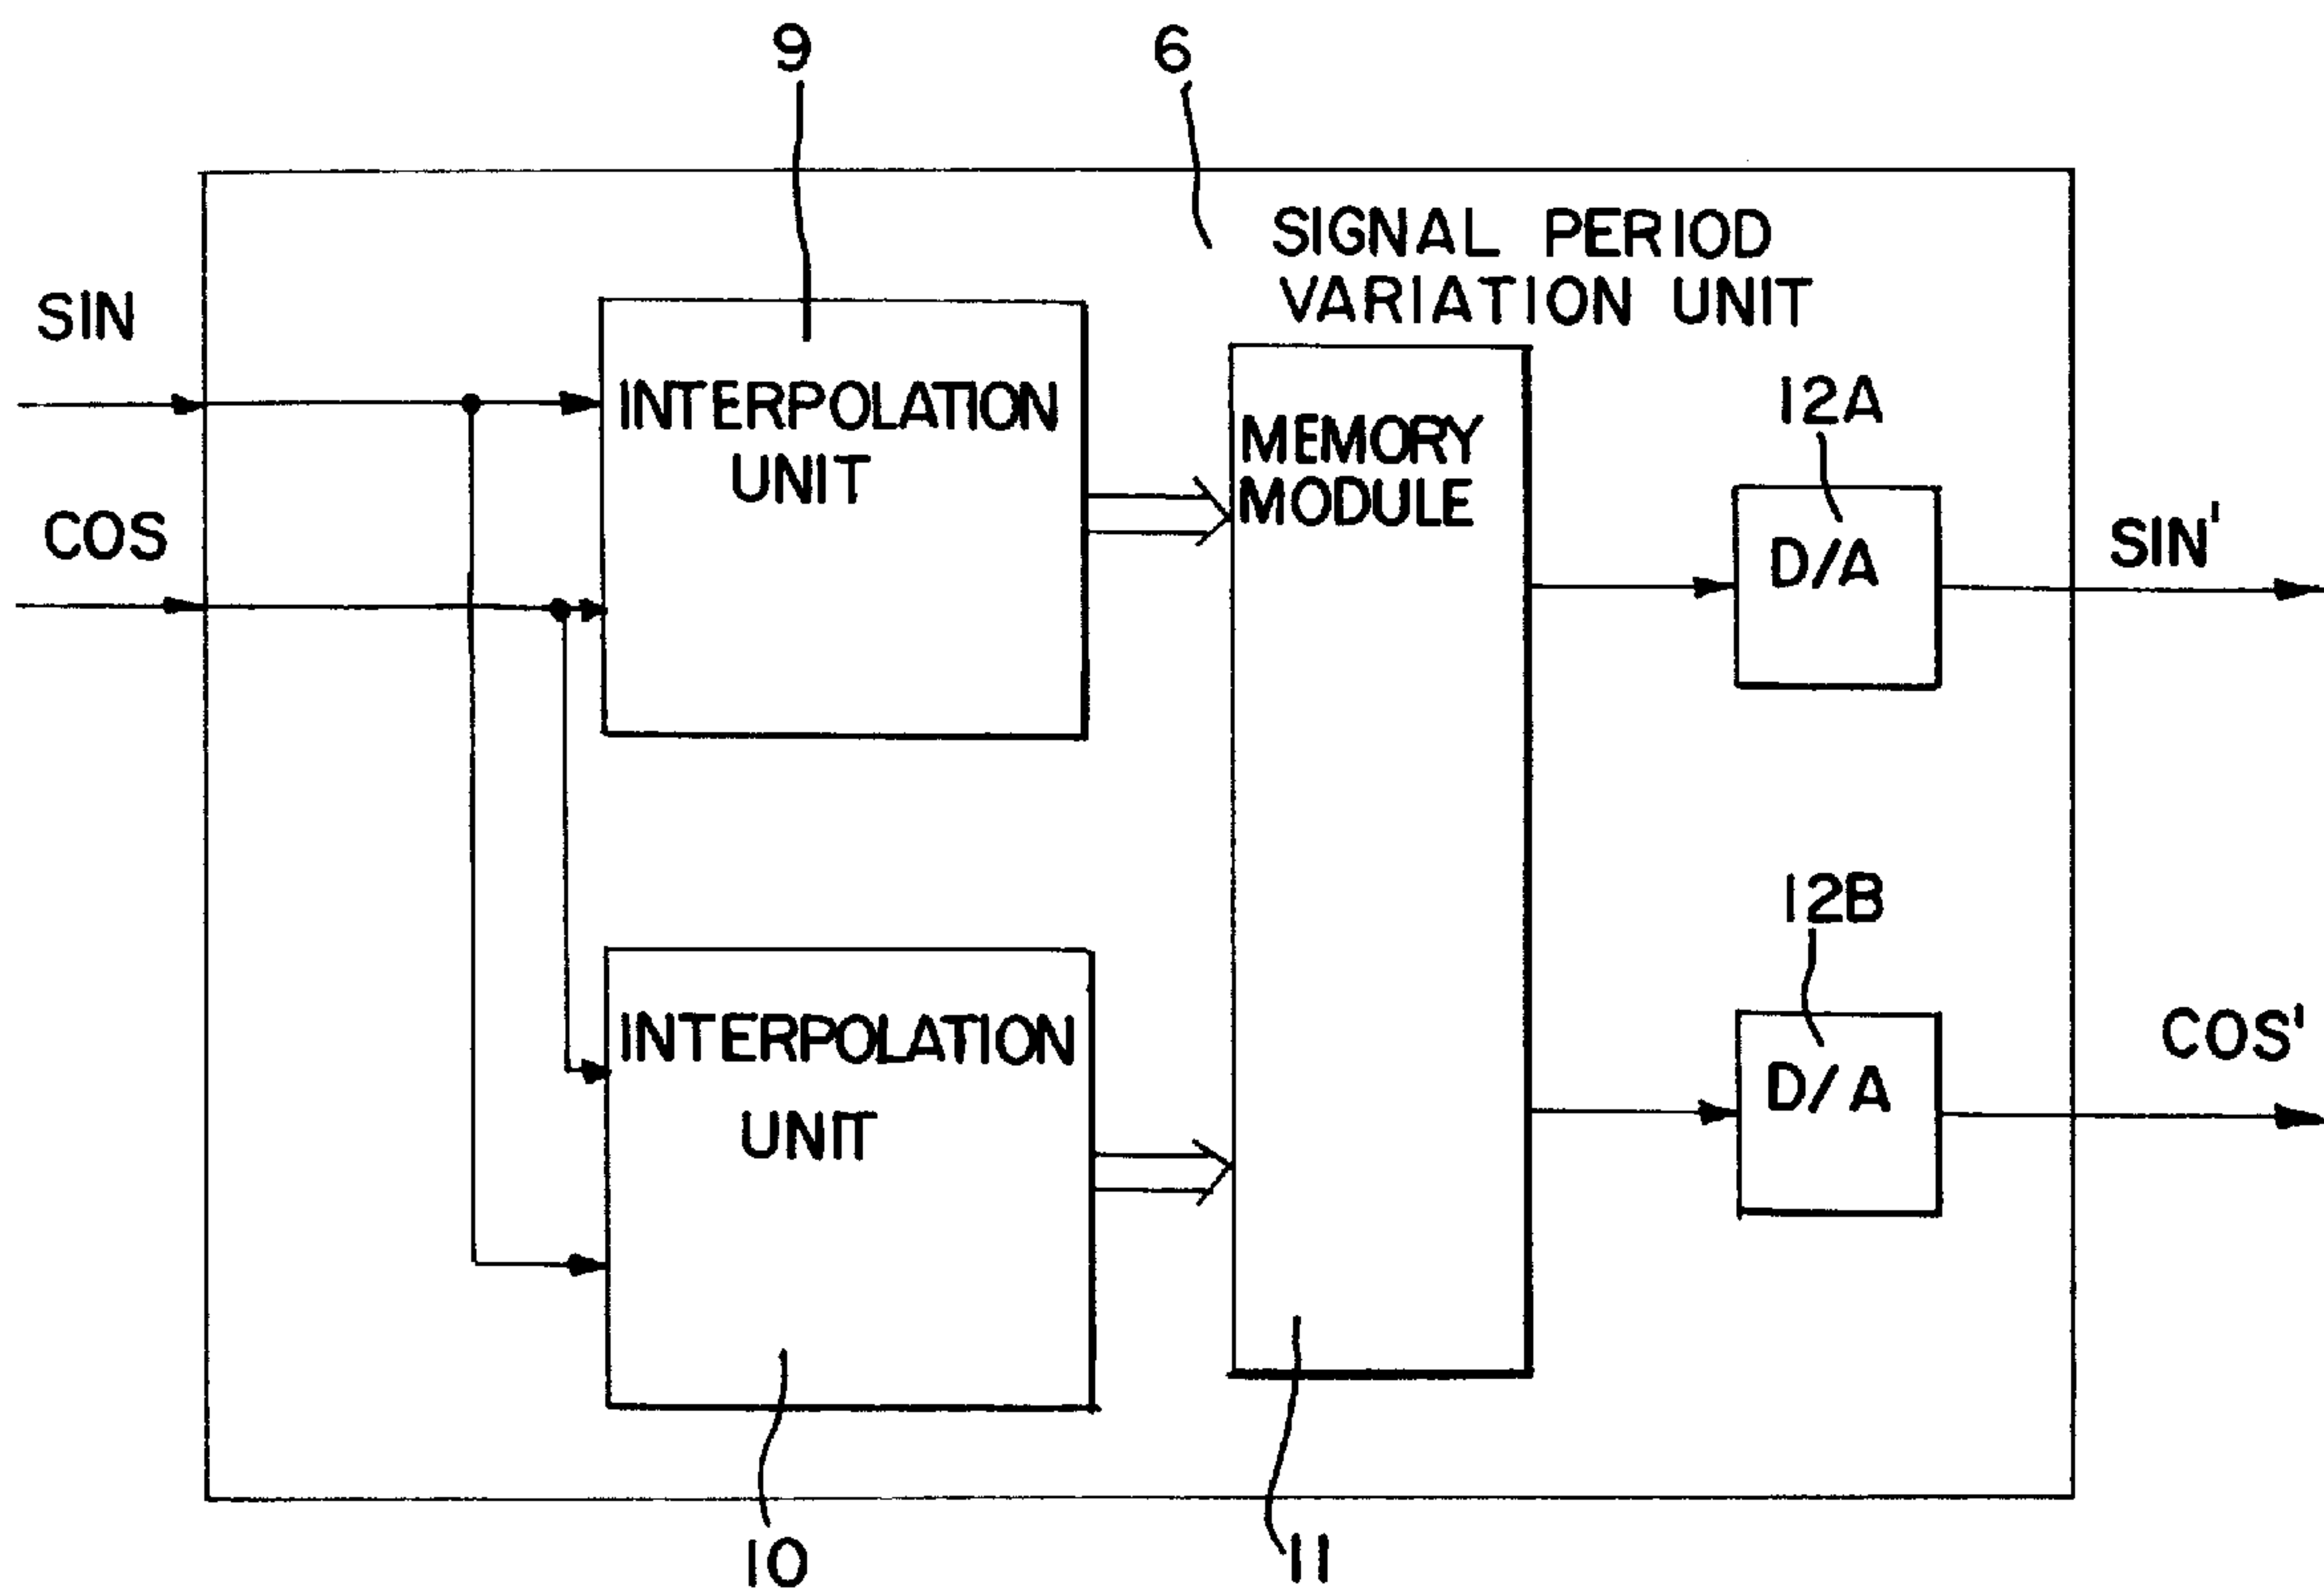 9
6
SIGNAL PERIOD
VARIATION UNIT
SIN
INTERPOLATION
UNIT
MEMORY
MODULE
12A
D/A
SIN'
COS
12B
D/A
COS'
INTERPOLATION
UNIT
10
11